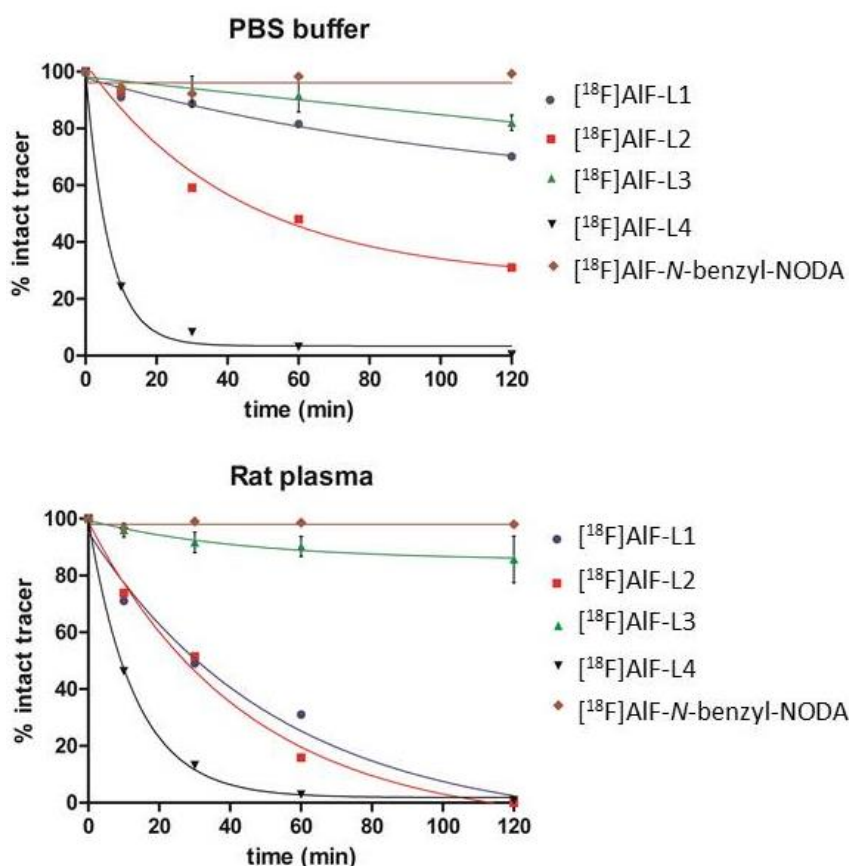 PBS buffer
% intact tracer
100
80
60
40
20
0
0 20 40 60 80 100 120
time (min)
[¹⁸F]AlF-L1
[¹⁸F]AlF-L2
[¹⁸F]AlF-L3
[¹⁸F]AlF-L4
[¹⁸F]AlF-N-benzyl-NODA
Rat plasma
% intact tracer
100
80
60
40
20
0
0 20 40 60 80 100 120
time (min)
[¹⁸F]AlF-L1
[¹⁸F]AlF-L2
[¹⁸F]AlF-L3
[¹⁸F]AlF-L4
[¹⁸F]AlF-N-benzyl-NODA